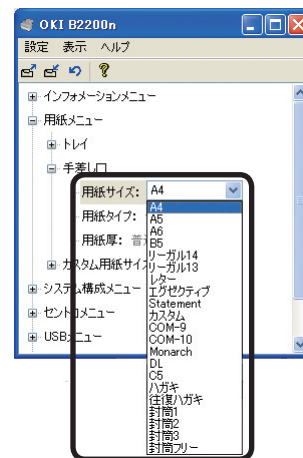 OKI B2200n
設定 表示 ヘルプ
インフォメーションメニュー
用紙メニュー
トレイ
手差し口
用紙サイズ: A4
用紙タイプ:
用紙厚: 普
カスタム用紙サイ
システム構成メニュー
セントロメニュー
USBメニュー
A4
A5
A6
B5
リーガル14
リーガル13
レター
エグゼクティブ
Statement
カスタム
COM-9
COM-10
Monarch
DL
C5
ハガキ
往復ハガキ
封筒1
封筒2
封筒3
封筒フリー